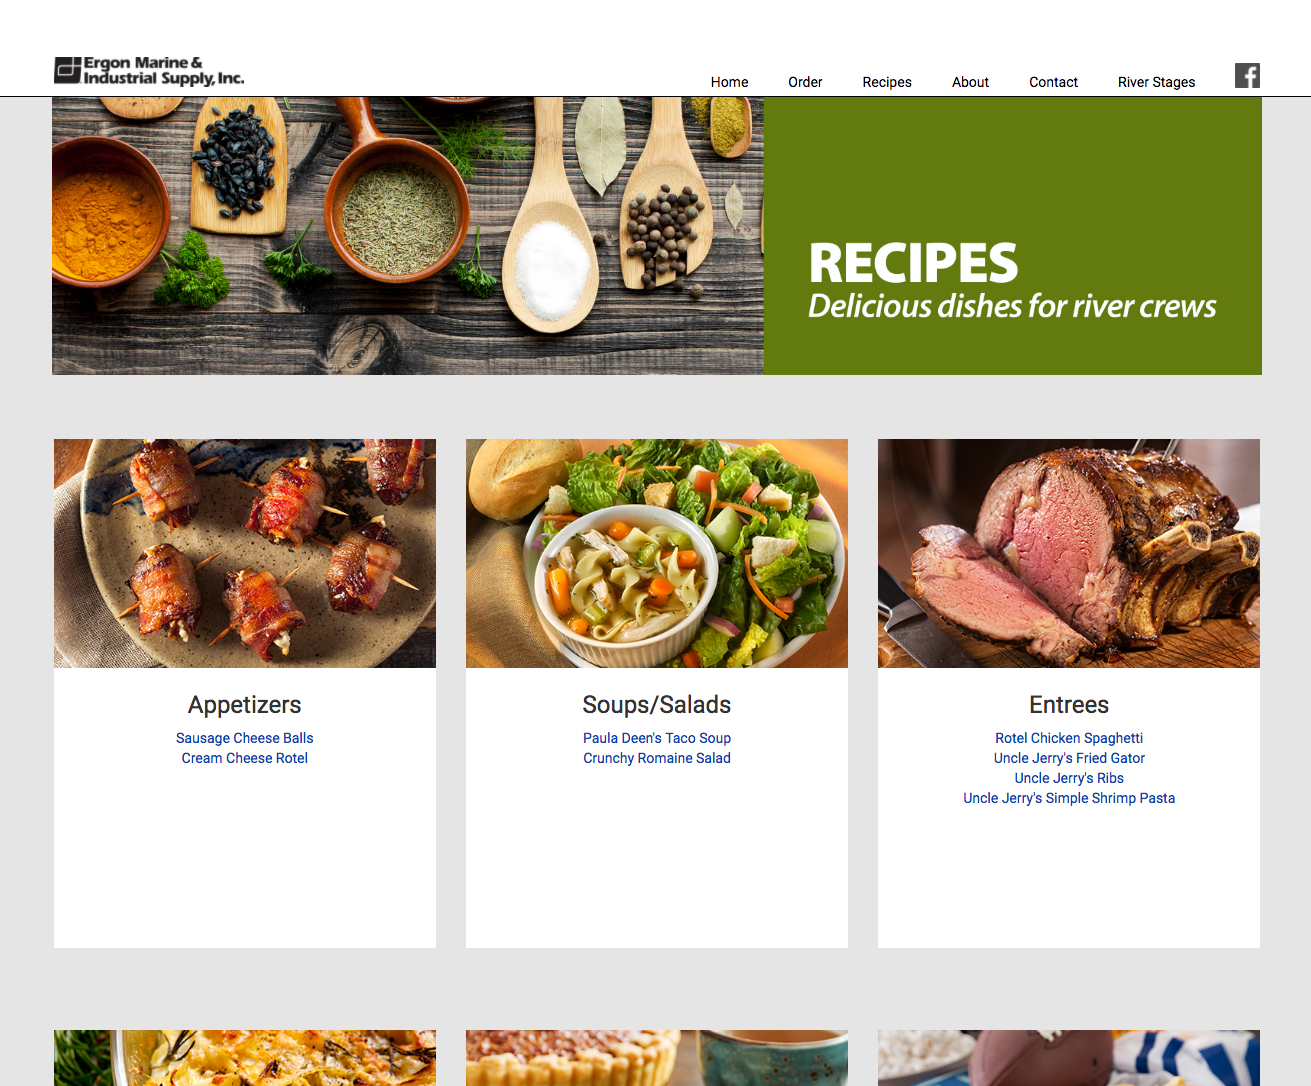 Ergon Marine &
Industrial Supply, Inc.
Home Order Recipes About Contact River Stages
RECIPES
Delicious dishes for river crews
Appetizers
Sausage Cheese Balls
Cream Cheese Rotel
Soups/Salads
Paula Deen's Taco Soup
Crunchy Romaine Salad
Entrees
Rotel Chicken Spaghetti
Uncle Jerry's Fried Gator
Uncle Jerry's Ribs
Uncle Jerry's Simple Shrimp Pasta